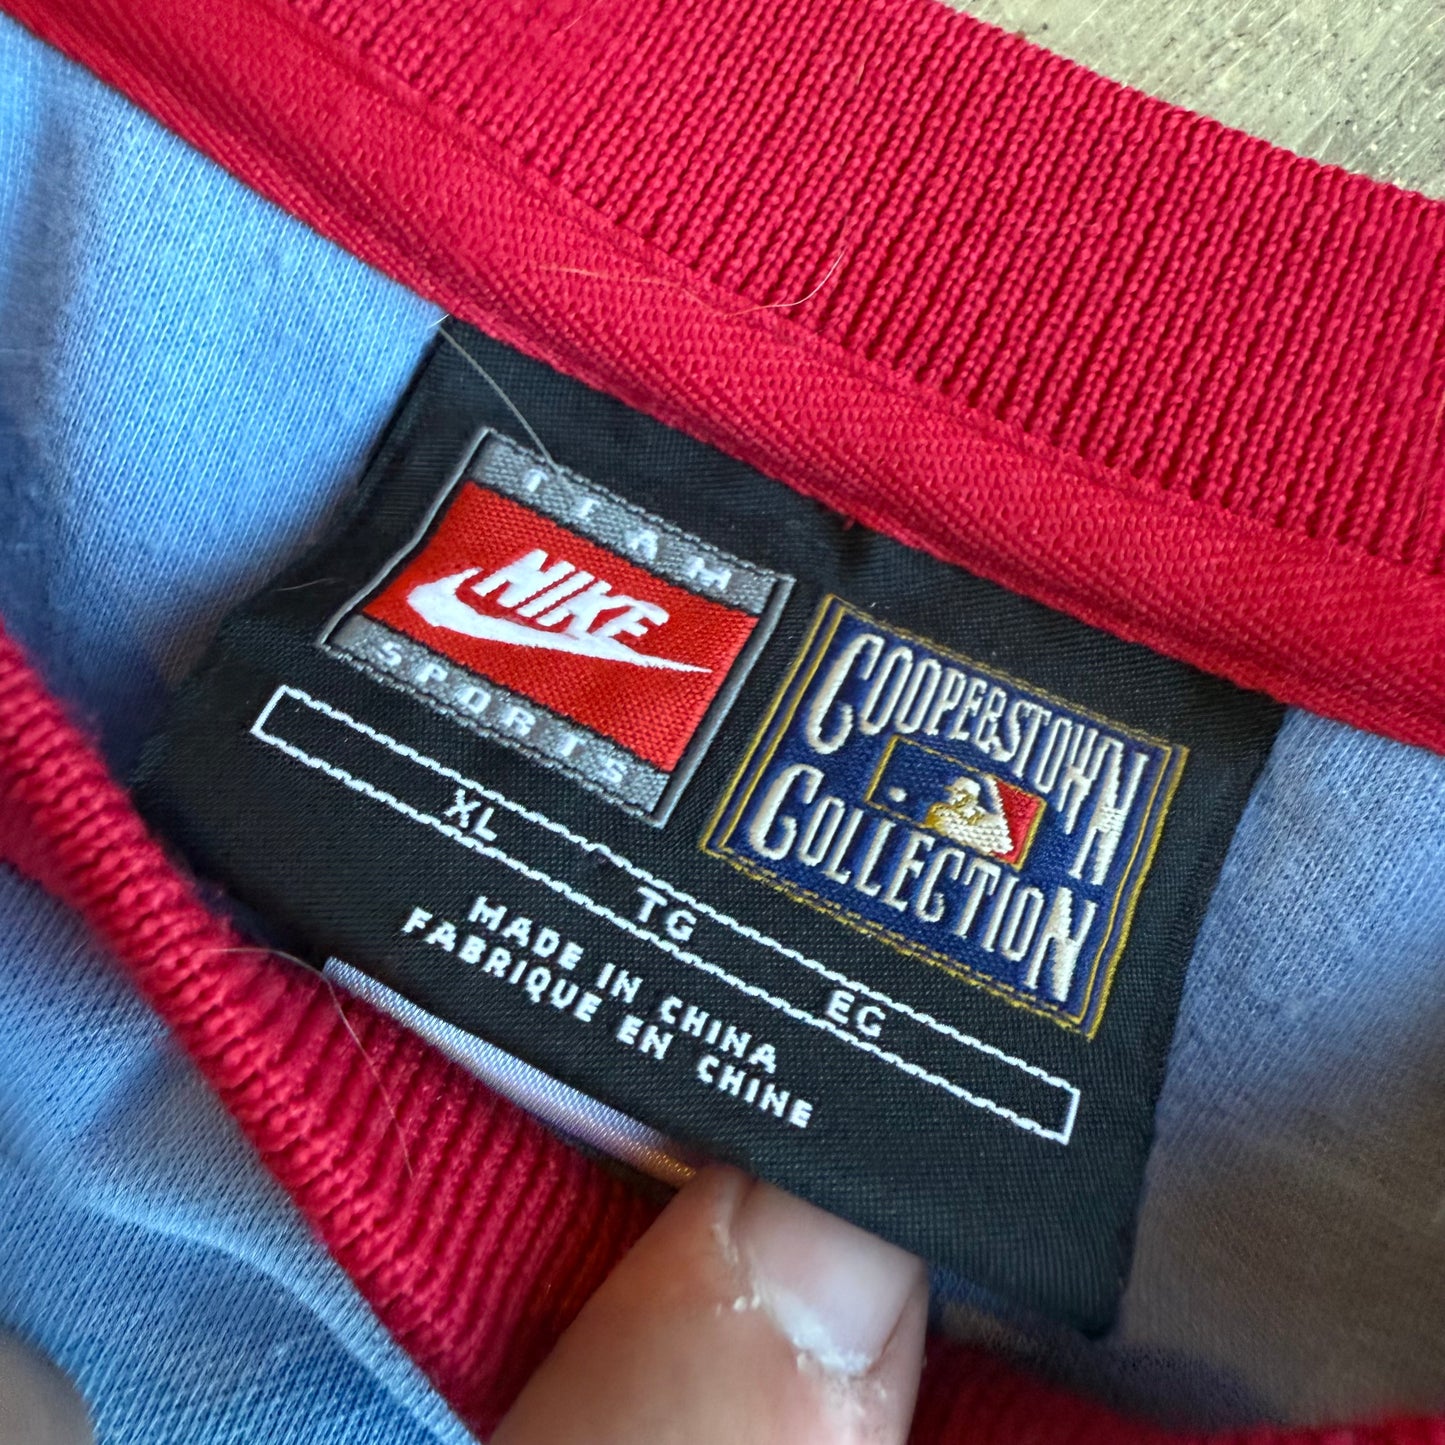 TEAM
NIKE
SPORTS
COOPERSTOWN
COLLECTION
XL TG EG
MADE IN CHINA
FABRIQUE EN CHINE